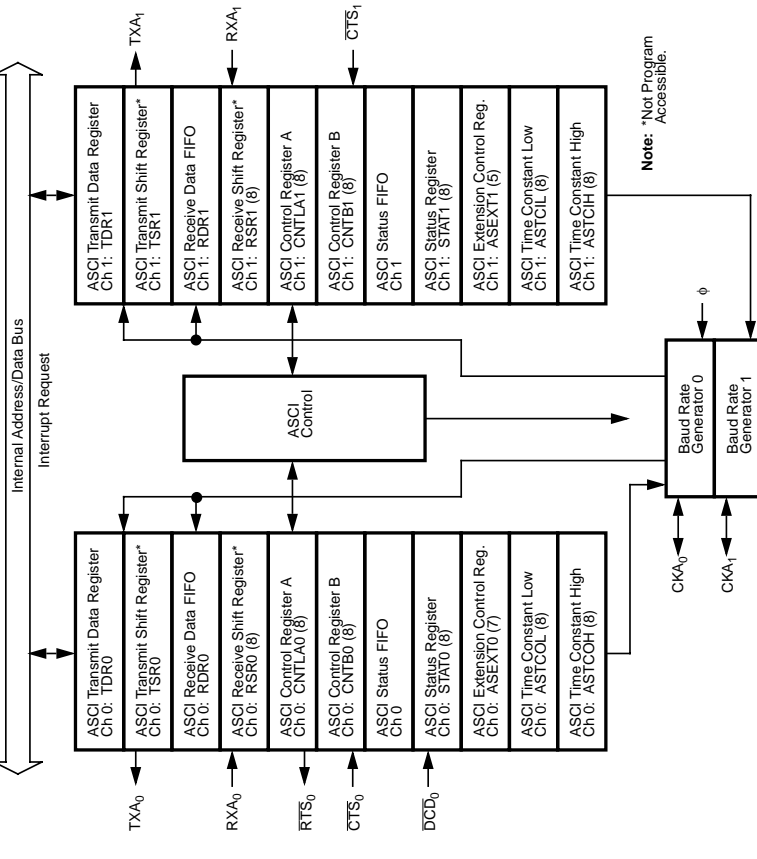 Internal Address/Data Bus
Interrupt Request
ASCI Transmit Data Register
Ch 0: TDR0
ASCI Transmit Shift Register*
Ch 0: TSR0
ASCI Receive Data FIFO
Ch 0: RDR0
ASCI Receive Shift Register*
Ch 0: RSR0 (8)
ASCI Control Register A
Ch 0: CNTLA0 (8)
ASCI Control Register B
Ch 0: CNTB0 (8)
ASCI Status FIFO
Ch 0
ASCI Status Register
Ch 0: STAT0 (8)
ASCI Extension Control Reg.
Ch 0: ASEXT0 (7)
ASCI Time Constant Low
Ch 0: ASTCOL (8)
ASCI Time Constant High
Ch 0: ASTCOH (8)
TXA0
RXA0
RTS0
CTS0
DCD0
ASCI
Control
ASCI Transmit Data Register
Ch 1: TDR1
ASCI Transmit Shift Register*
Ch 1: TSR1
ASCI Receive Data FIFO
Ch 1: RDR1
ASCI Receive Shift Register*
Ch 1: RSR1 (8)
ASCI Control Register A
Ch 1: CNTLA1 (8)
ASCI Control Register B
Ch 1: CNTB1 (8)
ASCI Status FIFO
Ch 1
ASCI Status Register
Ch 1: STAT1 (8)
ASCI Extension Control Reg.
Ch 1: ASEXT1 (5)
ASCI Time Constant Low
Ch 1: ASTCIL (8)
ASCI Time Constant High
Ch 1: ASTCIH (8)
TXA1
RXA1
CTS1
CKA0
CKA1
Baud Rate
Generator 0
Baud Rate
Generator 1
ϕ
Note: *Not Program
Accessible.